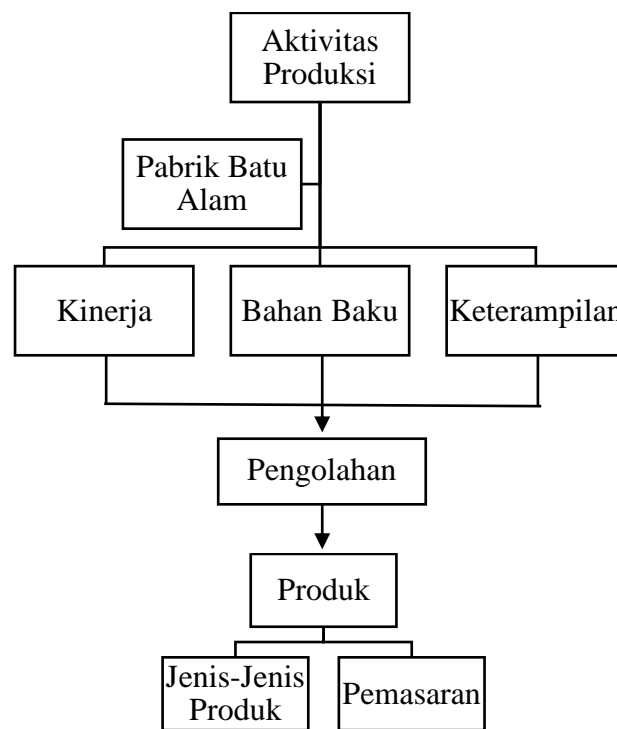 Aktivitas
Produksi
Pabrik Batu
Alam
Kinerja
Bahan Baku
Keterampilan
Pengolahan
Produk
Jenis-Jenis
Produk
Pemasaran